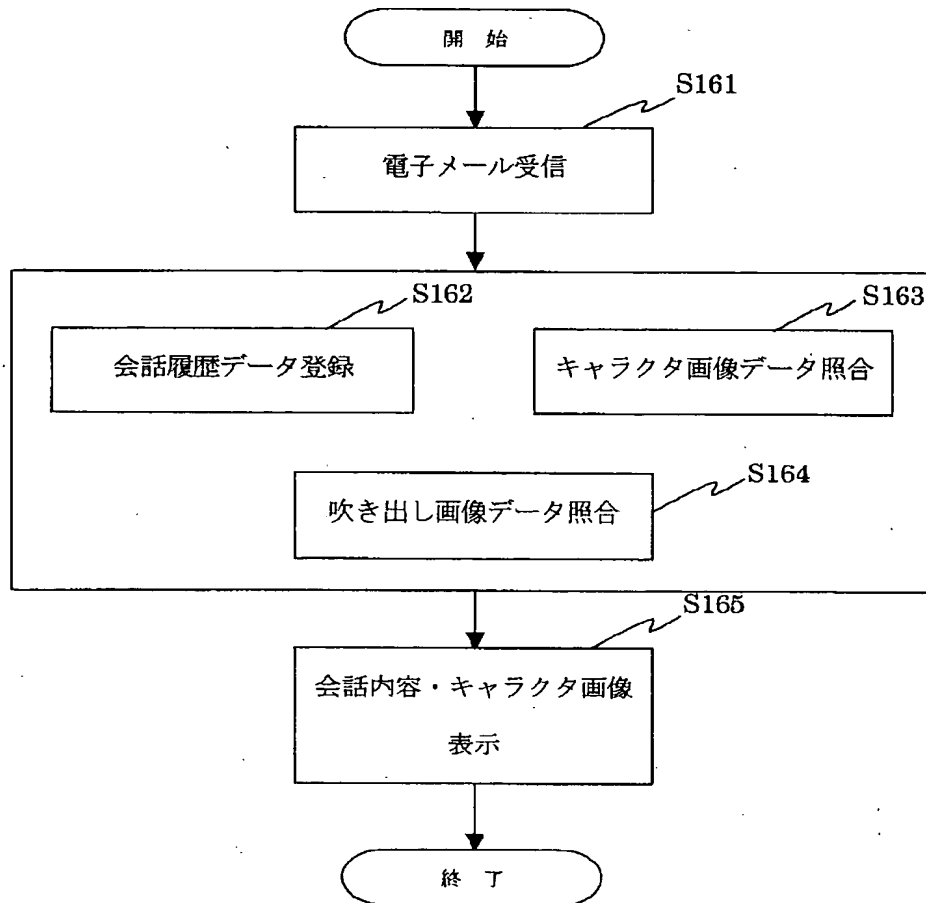 開 始
S161
電子メール受信
S162
会話履歴データ登録
S163
キャラクタ画像データ照合
S164
吹き出し画像データ照合
S165
会話内容・キャラクタ画像
表示
終 了